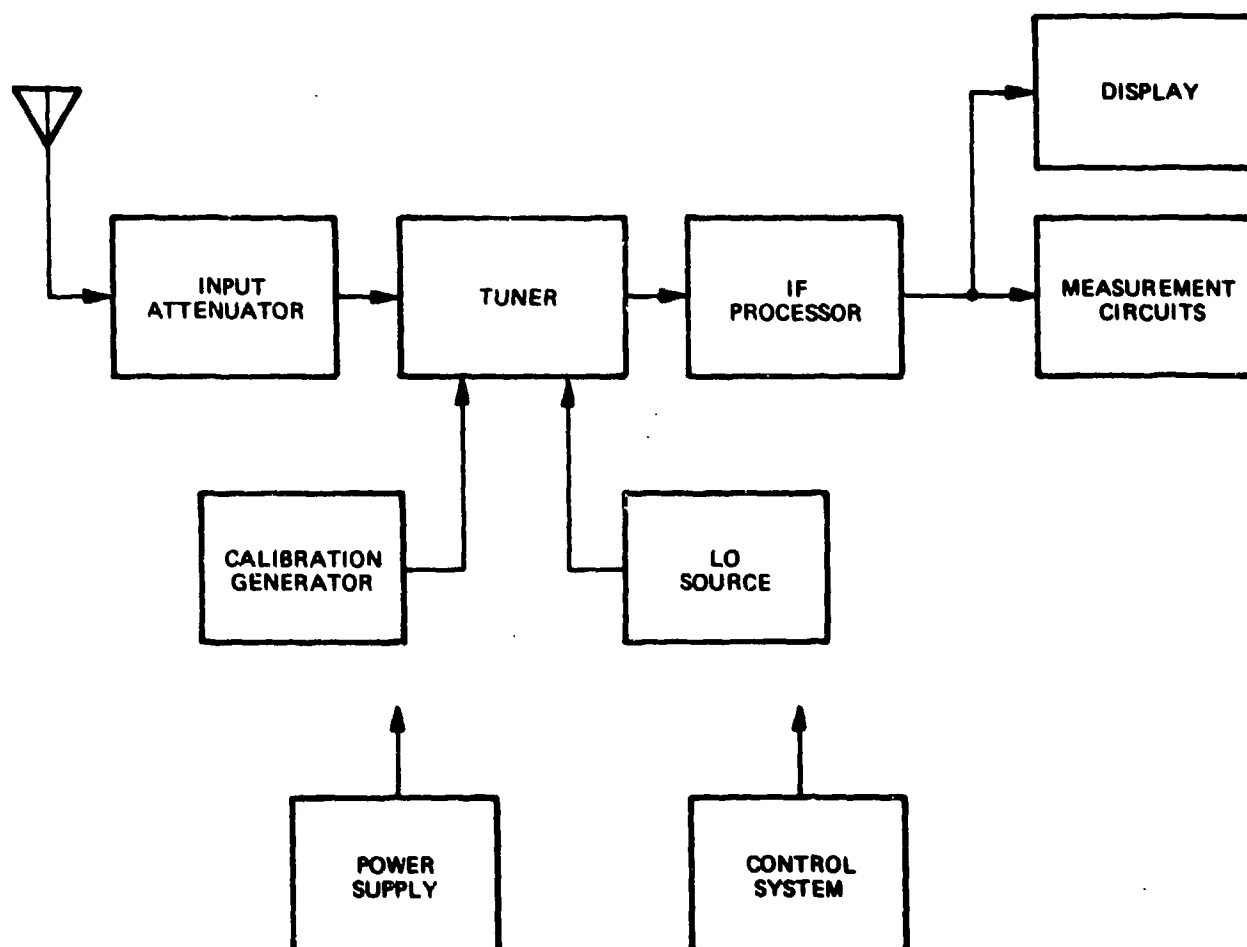 DISPLAY
INPUT
ATTENUATOR
TUNER
IF
PROCESSOR
MEASUREMENT
CIRCUITS
CALIBRATION
GENERATOR
LO
SOURCE
POWER
SUPPLY
CONTROL
SYSTEM